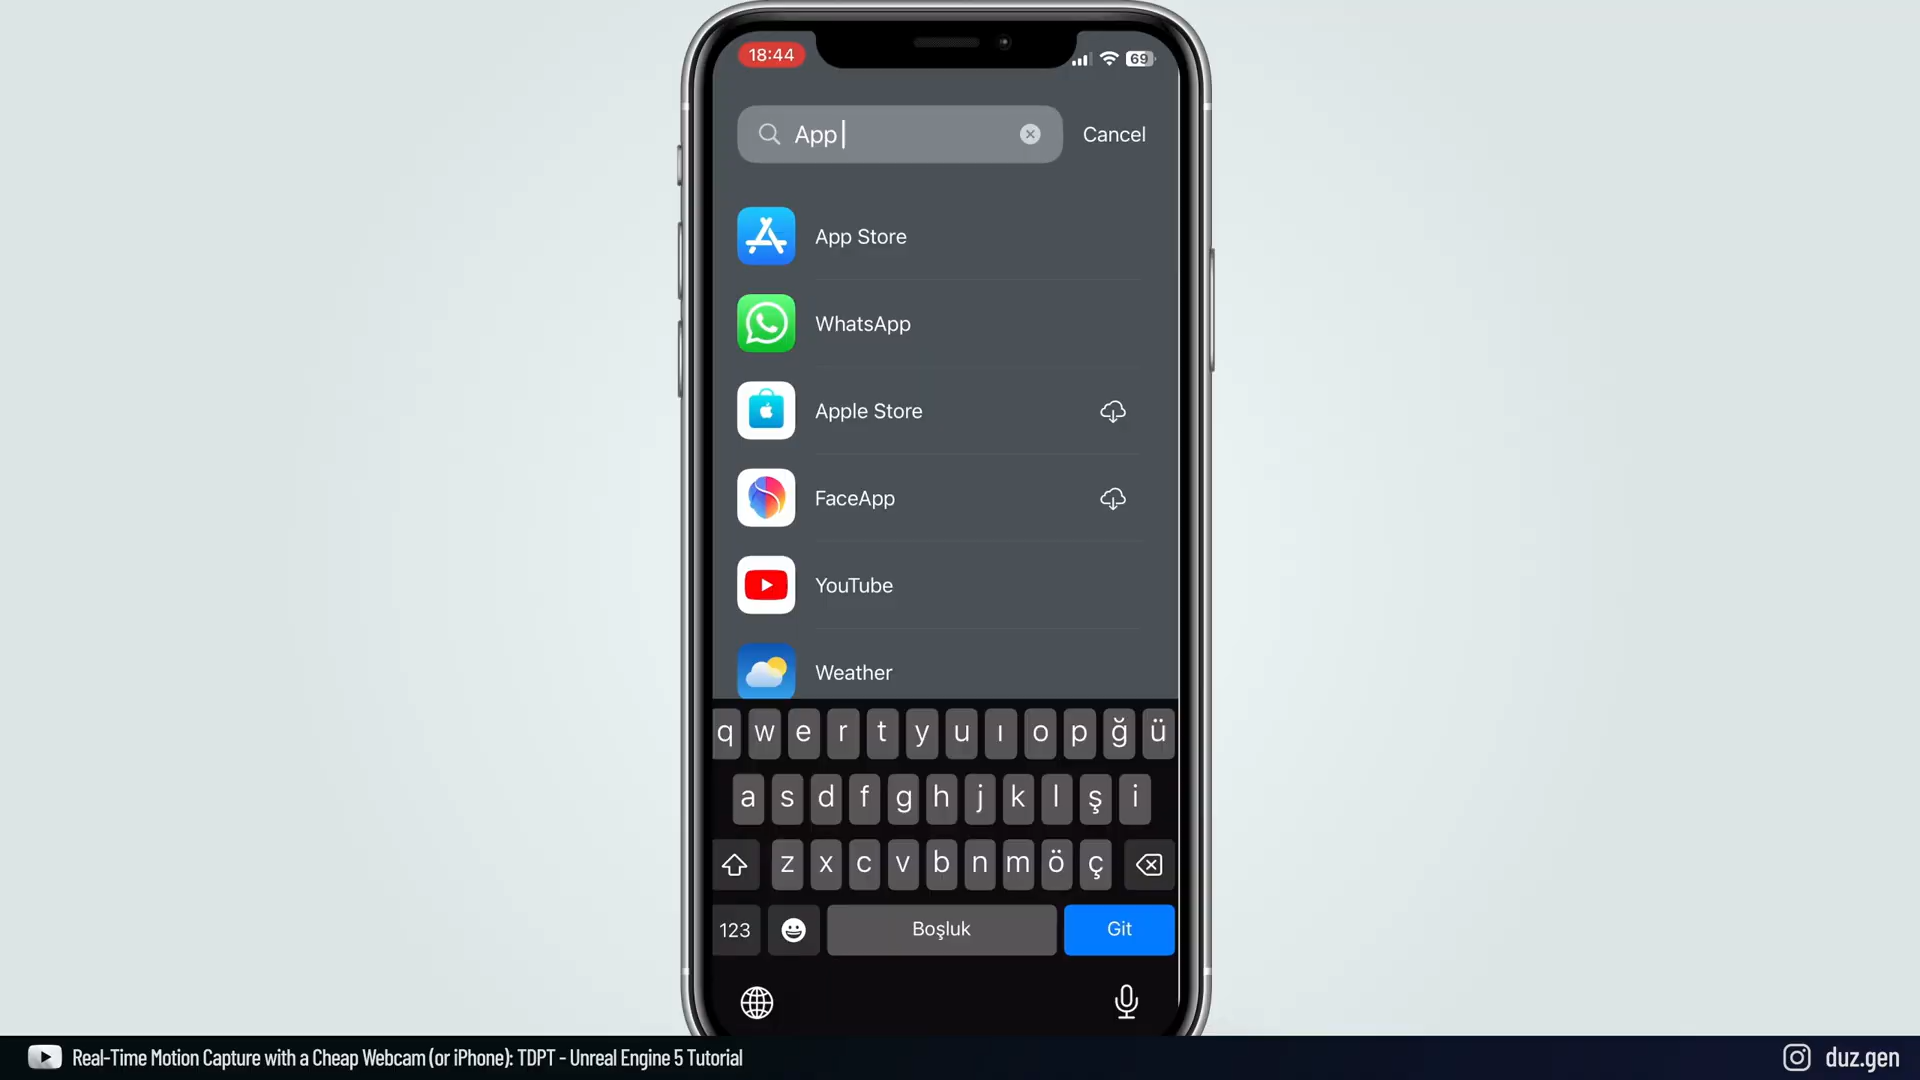 18:44
69
App
Cancel
App Store
WhatsApp
Apple Store
FaceApp
YouTube
Weather
q w e r t y u ı o p ğ ü
a s d f g h j k l ş i
z x c v b n m ö ç
123
Boşluk
Git
Real-Time Motion Capture with a Cheap Webcam (or iPhone): TDPT - Unreal Engine 5 Tutorial
duz.gen